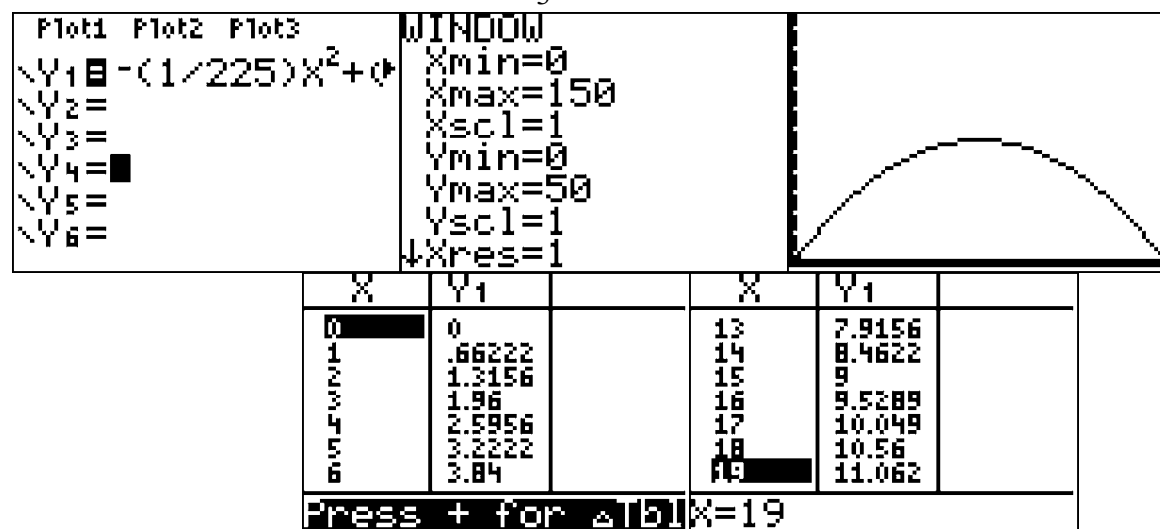 Plot1 Plot2 Plot3
\Y1=-(1/225)X²+(
\Y2=
\Y3=
\Y4=
\Y5=
\Y6=
WINDOW
Xmin=0
Xmax=150
Xscl=1
Ymin=0
Ymax=50
Yscl=1
↓Xres=1
X Y1
0 0
1 .66222
2 1.3156
3 1.96
4 2.5956
5 3.2222
6 3.84
Press + for △Tbl
X Y1
13 7.9156
14 8.4622
15 9
16 9.5289
17 10.049
18 10.56
19 11.062
X=19